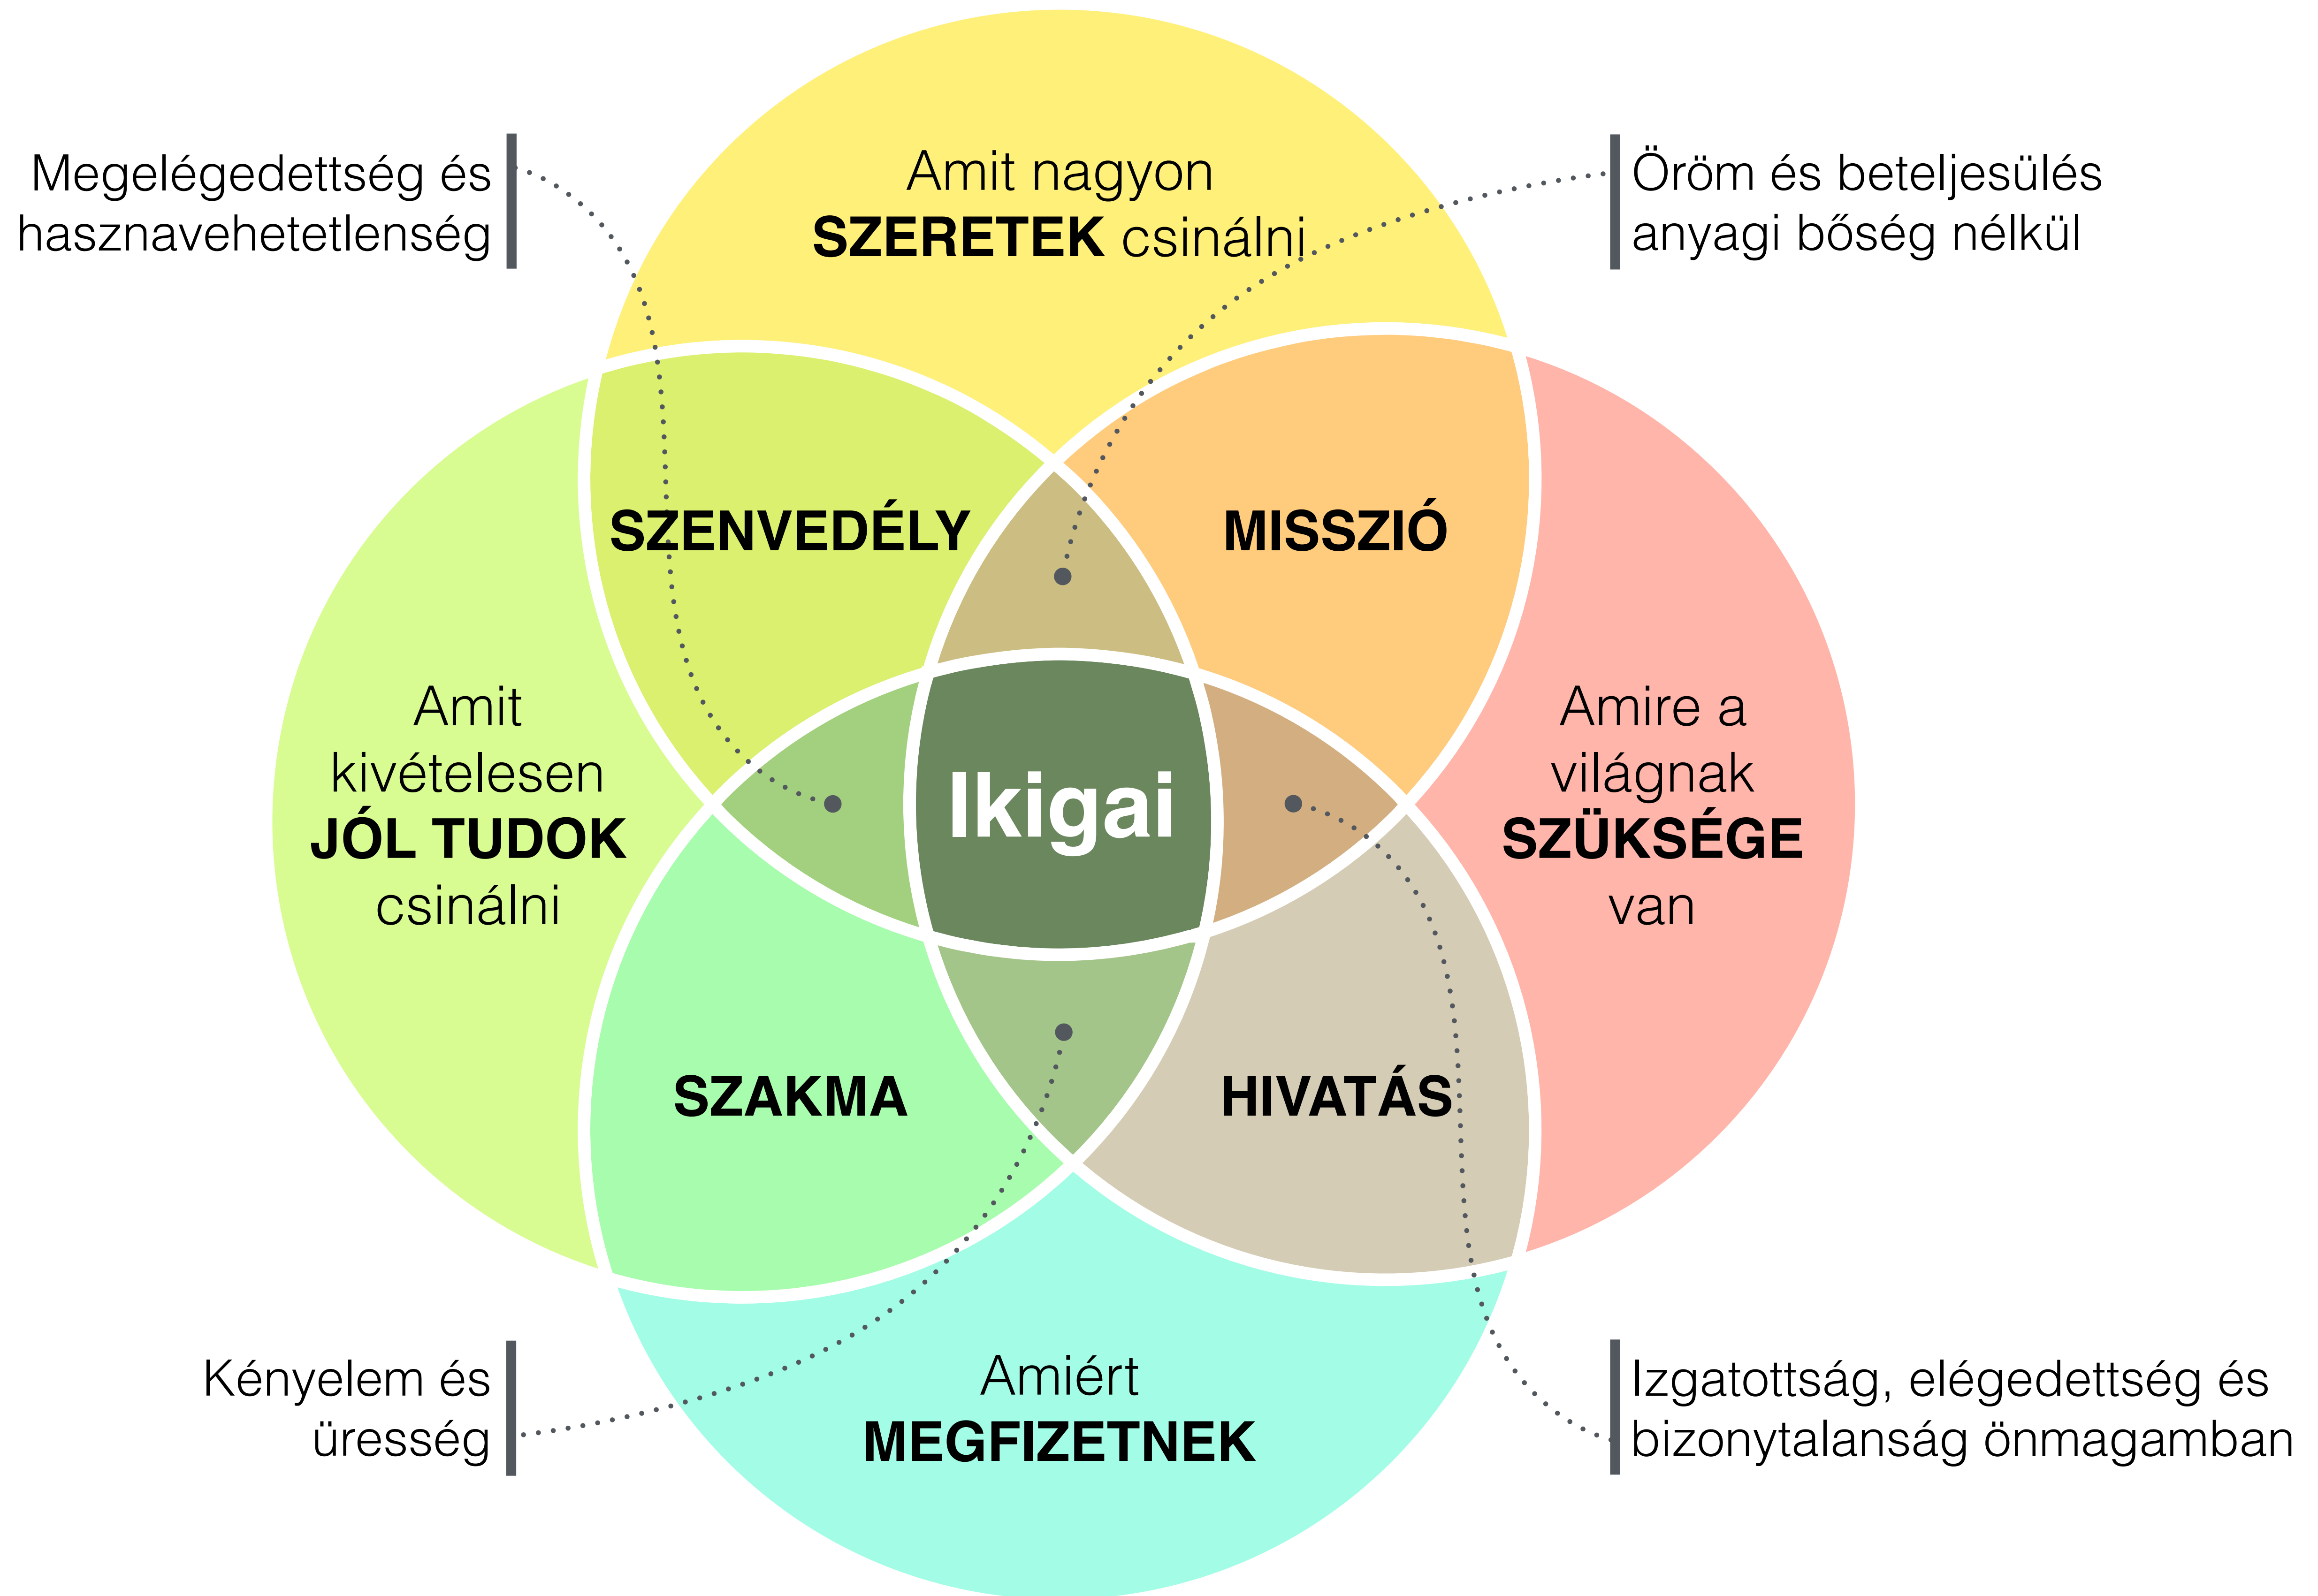 Amit nagyon
SZERETEK csinálni
Megelégedettség és
hasznavehetetlenség
Öröm és beteljesülés
anyagi bőség nélkül
SZENVEDÉLY
MISSZIÓ
Amit
kivételesen
JÓL TUDOK
csinálni
Ikigai
Amire a
világnak
SZÜKSÉGE
van
SZAKMA
HIVATÁS
Kényelem és
üresség
Amiért
MEGFIZETNEK
Izgatottság, elégedettség és
bizonytalanság önmagamban